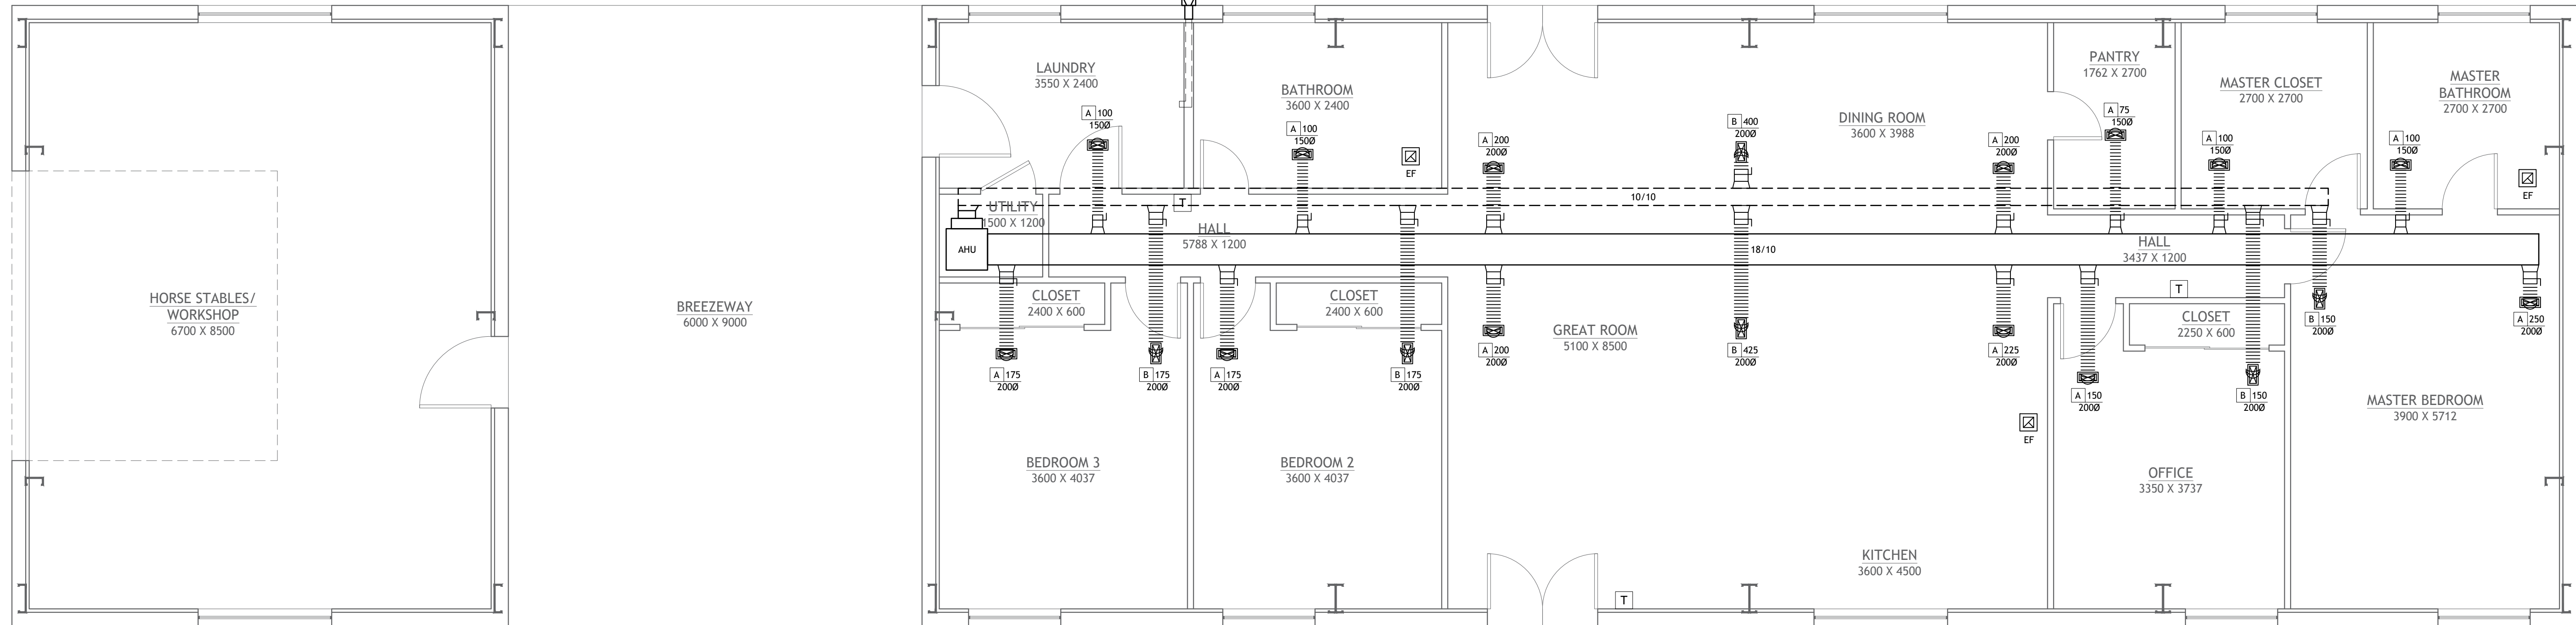 HORSE STABLES/
WORKSHOP
6700 X 8500
BREEZEWAY
6000 X 9000
LAUNDRY
3550 X 2400
A 100
150Ø
BATHROOM
3600 X 2400
A 100
150Ø
EF
A 200
200Ø
B 400
200Ø
DINING ROOM
3600 X 3988
A 200
200Ø
PANTRY
1762 X 2700
A 75
150Ø
MASTER CLOSET
2700 X 2700
A 100
150Ø
MASTER
BATHROOM
2700 X 2700
A 100
150Ø
EF
UTILITY
1500 X 1200
AHU
T
HALL
5788 X 1200
10/10
18/10
HALL
3437 X 1200
T
CLOSET
2400 X 600
CLOSET
2400 X 600
GREAT ROOM
5100 X 8500
A 175
200Ø
B 175
200Ø
A 175
200Ø
B 175
200Ø
A 200
200Ø
B 425
200Ø
A 225
200Ø
CLOSET
2250 X 600
B 150
200Ø
A 250
200Ø
A 150
200Ø
B 150
200Ø
MASTER BEDROOM
3900 X 5712
EF
BEDROOM 3
3600 X 4037
BEDROOM 2
3600 X 4037
OFFICE
3350 X 3737
KITCHEN
3600 X 4500
T